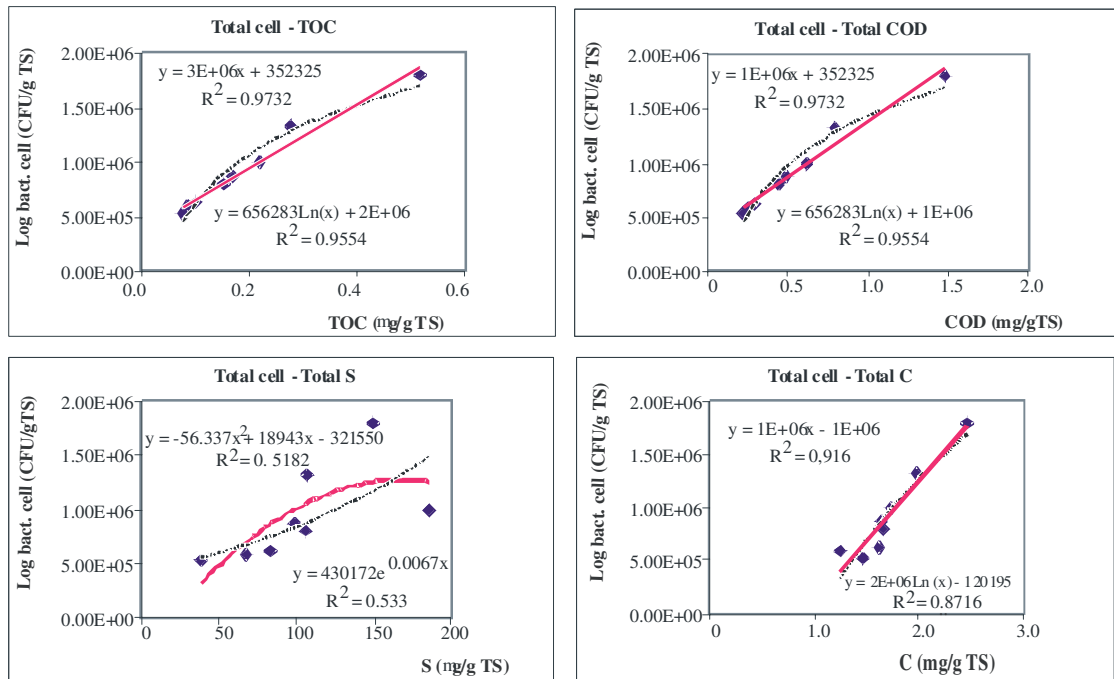 Total cell - TOC
Log bact. cell (CFU/g TS)
2.00E+06
1.50E+06
1.00E+06
5.00E+05
0.00E+00
y = 3E+06x + 352325
R2 = 0.9732
y = 656283Ln(x) + 2E+06
R2 = 0.9554
0.0 0.2 0.4 0.6
TOC (mg/g TS)
Total cell - Total COD
Log bact. cell (CFU/g TS)
2.00E+06
1.50E+06
1.00E+06
5.00E+05
0.00E+00
y = 1E+06x + 352325
R2 = 0.9732
y = 656283Ln(x) + 1E+06
R2 = 0.9554
0 0.5 1.0 1.5 2.0
COD (mg/gTS)
Total cell - Total S
Log bact. cell (CFU/gTS)
2.00E+06
1.50E+06
1.00E+06
5.00E+05
0.00E+00
y = -56.337x2+ 18943x - 321550
R2= 0. 5182
y = 430172e0.0067x
R2 = 0.533
0 50 100 150 200
S (mg/g TS)
Total cell - Total C
Log bact. cell (CFU/g TS)
2.00E+06
1.50E+06
1.00E+06
5.00E+05
0.00E+00
y = 1E+06x - 1E+06
R2 = 0,916
y = 2E+06Ln (x) - 120195
R2= 0.8716
0 1.0 2.0 3.0
C (mg/g TS)